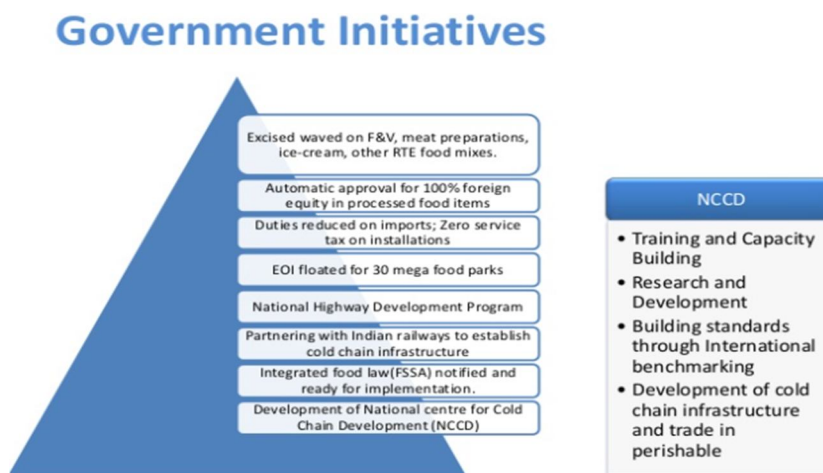 Government Initiatives
Excised waved on F&V, meat preparations,
ice-cream, other RTE food mixes.
Automatic approval for 100% foreign
equity in processed food items
Duties reduced on imports; Zero service
tax on installations
EOI floated for 30 mega food parks
National Highway Development Program
Partnering with Indian railways to establish
cold chain infrastructure
Integrated food law(FSSA) notified and
ready for implementation.
Development of National centre for Cold
Chain Development (NCCD)
NCCD
• Training and Capacity
Building
• Research and
Development
• Building standards
through International
benchmarking
• Development of cold
chain infrastructure
and trade in
perishable